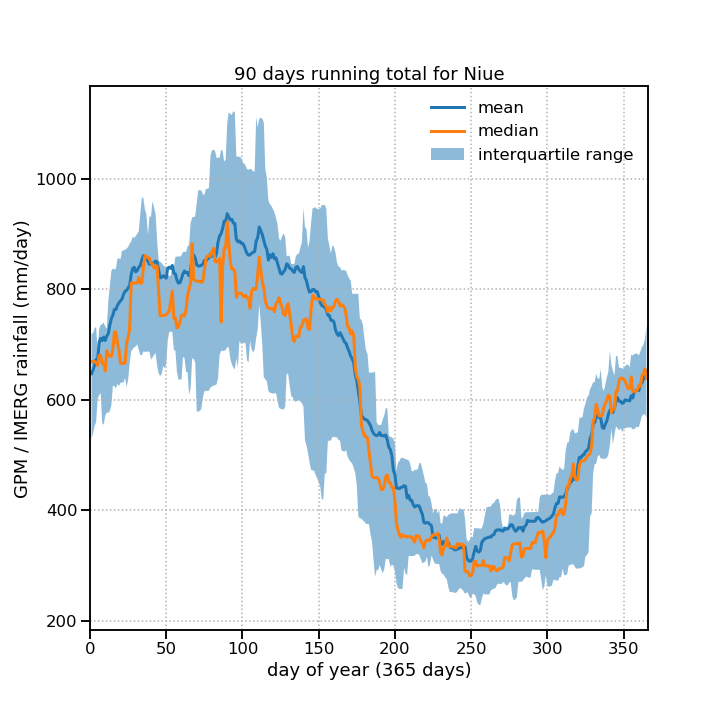 90 days running total for Niue
mean
median
interquartile range
GPM / IMERG rainfall (mm/day)
1000
800
600
400
200
0 50 100 150 200 250 300 350
day of year (365 days)